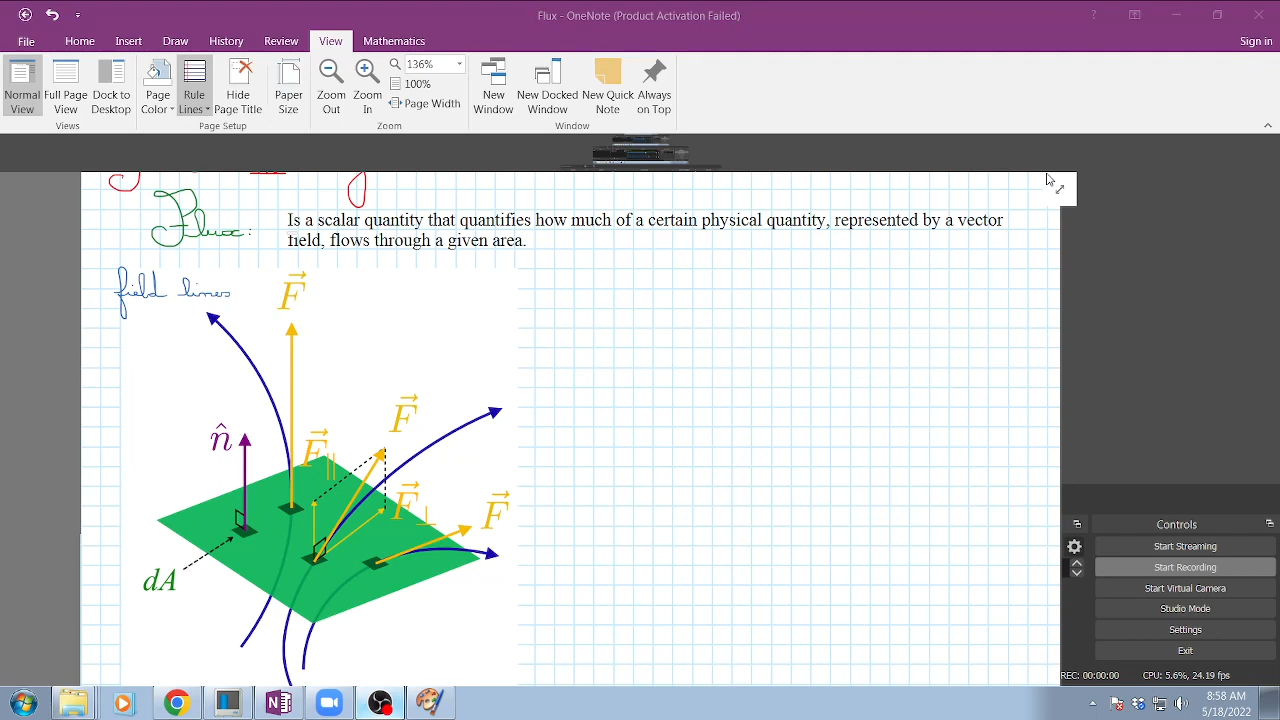 Flux - OneNote (Product Activation Failed)
File Home Insert Draw History Review View Mathematics
Sign in
Normal View
Full Page View
Dock to Desktop
Page Color
Rule Lines
Hide Page Title
Paper Size
Zoom Out
Zoom In
136%
100%
Page Width
New Window
New Docked Window
New Quick Note
Always on Top
Views
Page Setup
Zoom
Window
Flux:
Is a scalar quantity that quantifies how much of a certain physical quantity, represented by a vector
field, flows through a given area.
field lines
F⃗
F⃗
n̂
F⃗∥
F⃗⊥
F⃗
dA
Controls
Start Streaming
Start Recording
Start Virtual Camera
Studio Mode
Settings
Exit
REC: 00:00:00 CPU: 5.6%, 24.19 fps
8:58 AM
5/18/2022